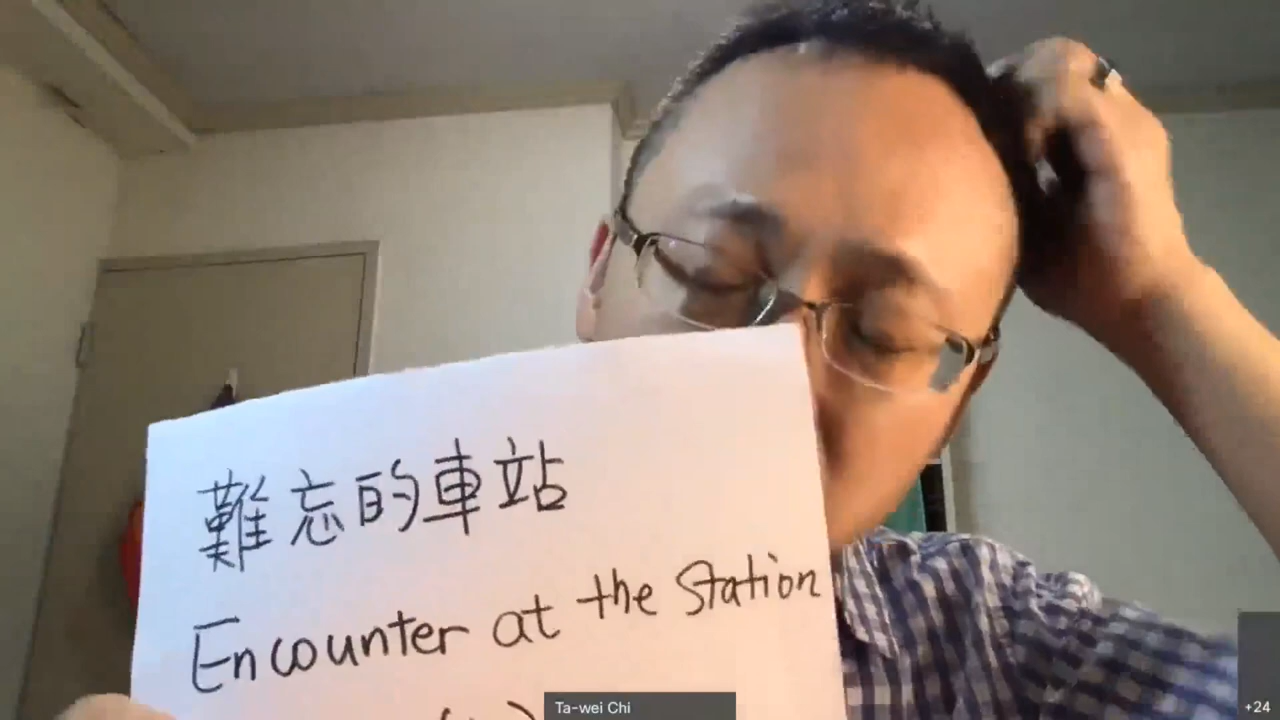 難忘的車站
Encounter at the Station
Ta-wei Chi
+24